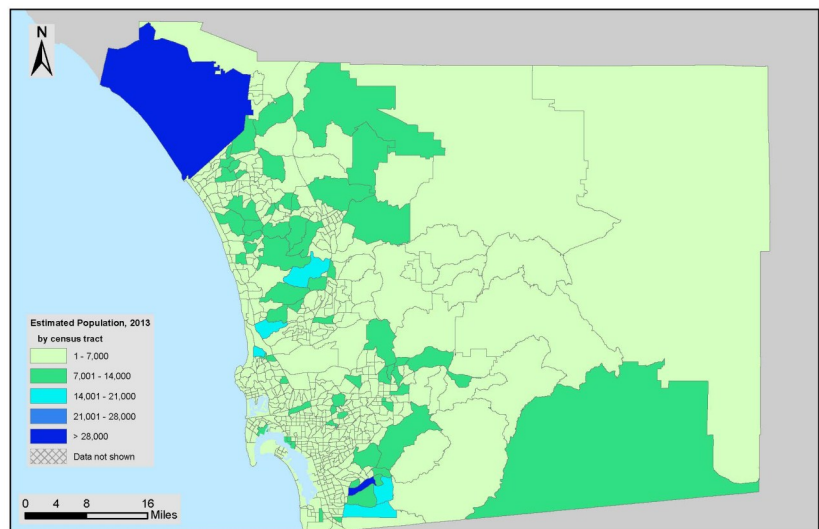 N
Estimated Population, 2013
by census tract
1 - 7,000
7,001 - 14,000
14,001 - 21,000
21,001 - 28,000
> 28,000
Data not shown
0 4 8 16
Miles